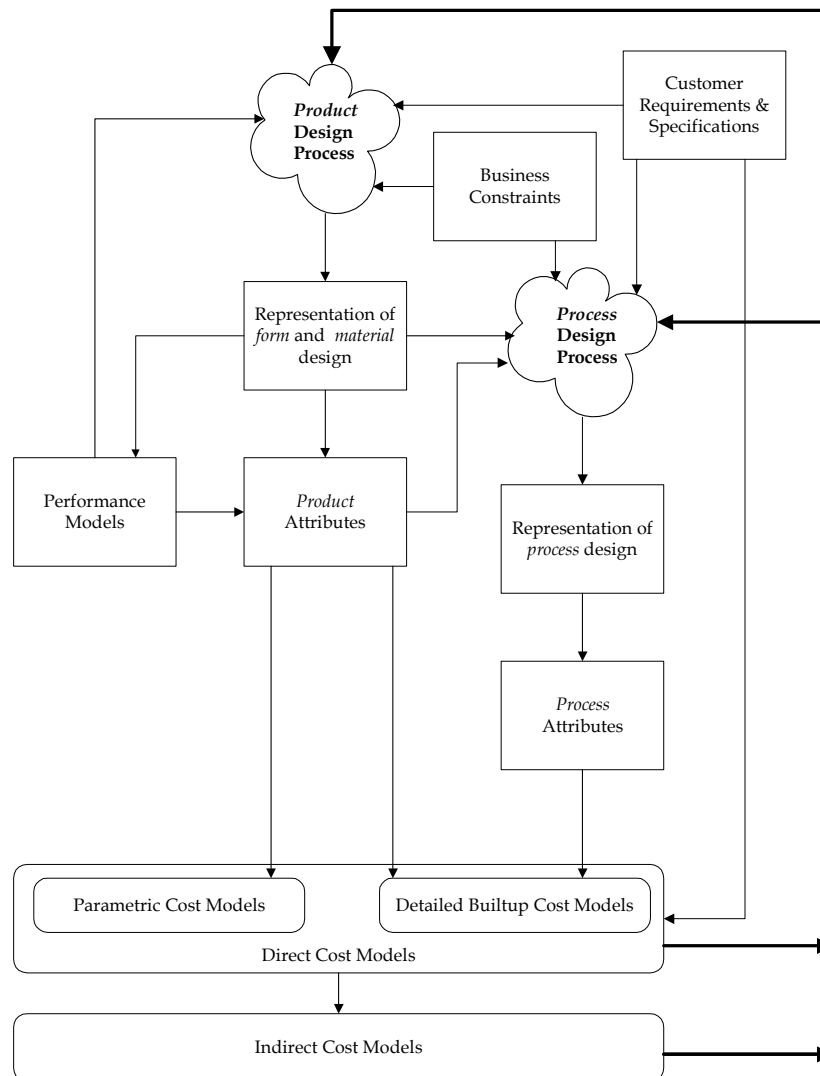 Product
Design
Process
Customer
Requirements &
Specifications
Business
Constraints
Representation of
form and material
design
Process
Design
Process
Performance
Models
Product
Attributes
Representation of
process design
Process
Attributes
Parametric Cost Models
Detailed Builtup Cost Models
Direct Cost Models
Indirect Cost Models